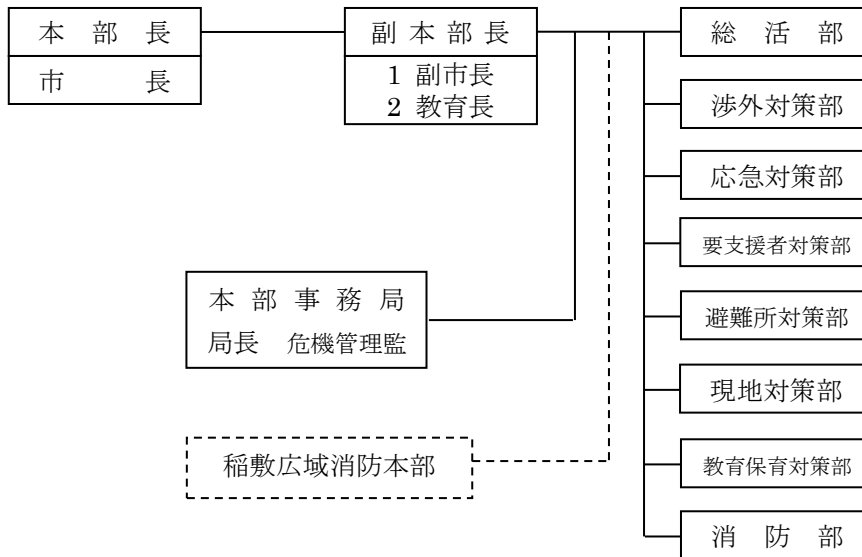 本部長
市長
副本部長
1 副市長
2 教育長
総活部
渉外対策部
応急対策部
要支援者対策部
避難所対策部
現地対策部
教育保育対策部
消防部
本部事務局
局長 危機管理監
稲敷広域消防本部